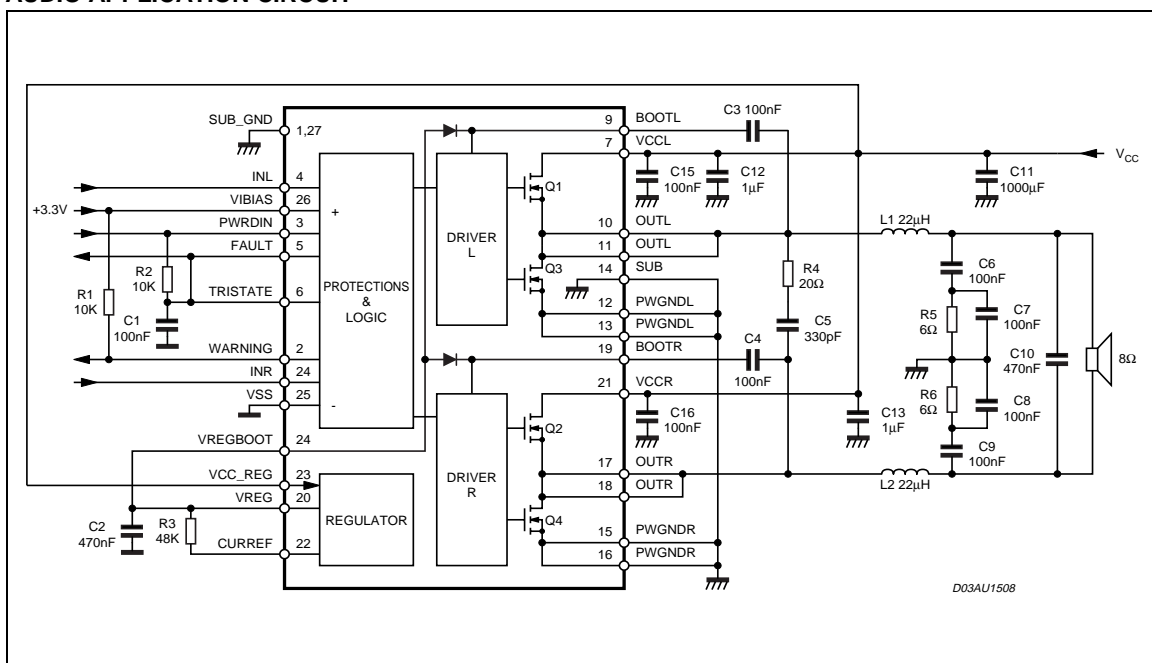 AUDIO APPLICATION CIRCUIT
SUB_GND
1,27
9
BOOTL
C3 100nF
7
VCCL
V_CC
INL
4
C15
100nF
C12
1µF
C11
1000µF
+3.3V
VIBIAS
26
+
Q1
PWRDIN
3
10
OUTL
L1 22µH
FAULT
5
DRIVER
L
11
OUTL
R2
10K
Q3
14
SUB
R4
20Ω
C6
100nF
R1
10K
TRISTATE
6
PROTECTIONS
&
LOGIC
12
PWGNDL
R5
6Ω
C7
100nF
C1
100nF
13
PWGNDL
C5
330pF
WARNING
2
19
BOOTR
C4
100nF
C10
470nF
8Ω
INR
24
21
VCCR
R6
6Ω
C8
100nF
VSS
25
-
C16
100nF
C13
1µF
VREGBOOT
24
Q2
C9
100nF
VCC_REG
23
DRIVER
R
17
OUTR
L2 22µH
VREG
20
18
OUTR
C2
470nF
R3
48K
REGULATOR
Q4
15
PWGNDR
CURREF
22
16
PWGNDR
D03AU1508